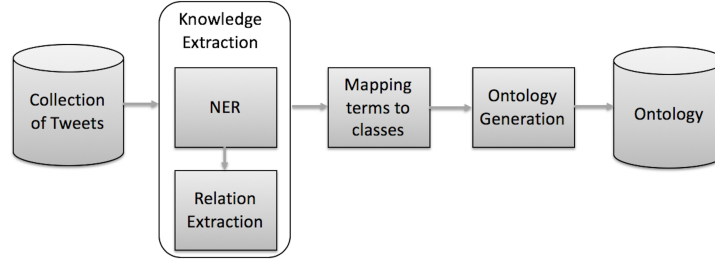 Knowledge
Extraction
Collection
of Tweets
NER
Relation
Extraction
Mapping
terms to
classes
Ontology
Generation
Ontology